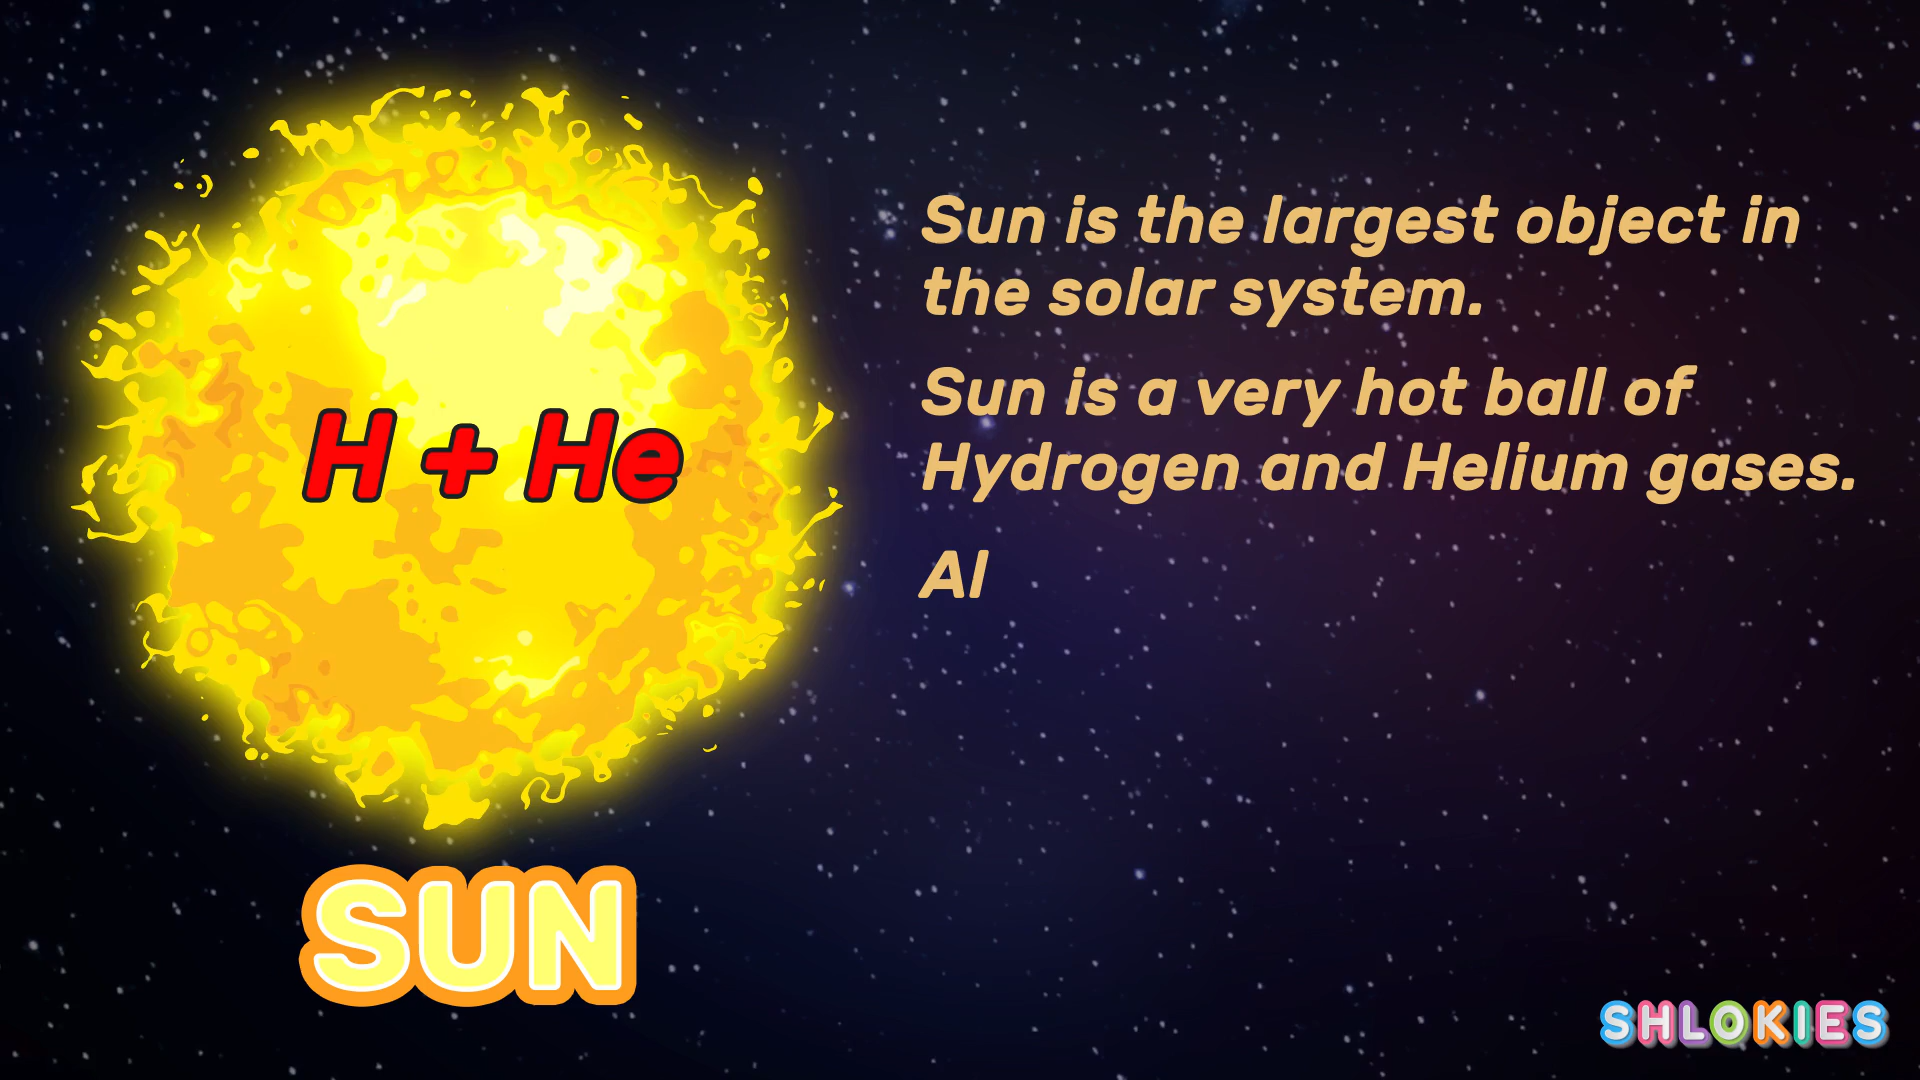 Sun is the largest object in
the solar system.
Sun is a very hot ball of
Hydrogen and Helium gases.
Al
H + He
SUN
SHLOKIES